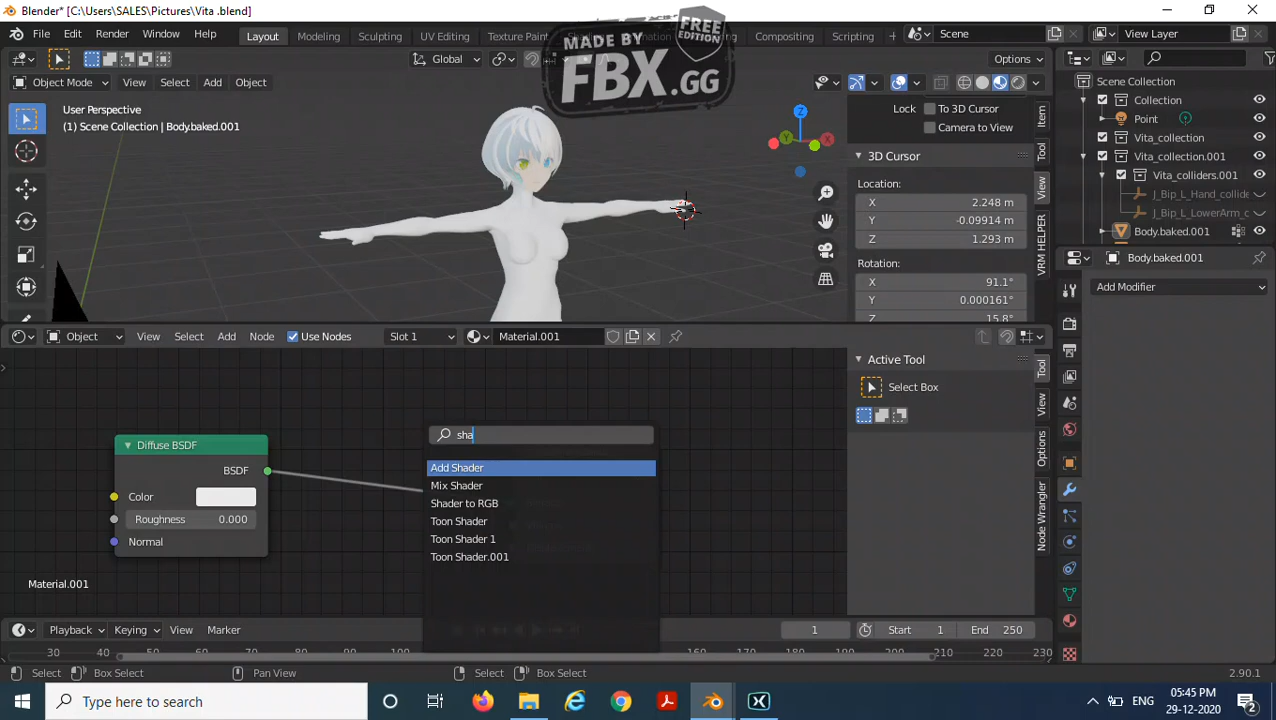 Blender* [C:\Users\SALES\Pictures\Vita .blend]
File Edit Render Window Help Layout Modeling Sculpting UV Editing Texture Paint Compositing Scripting Scene View Layer
MADE BY
FBX.GG
FREE
EDITION
Global Options
Object Mode View Select Add Object
User Perspective
(1) Scene Collection | Body.baked.001
Z
Y
X
Lock To 3D Cursor
Camera to View
3D Cursor
Location:
X 2.248 m
Y -0.09914 m
Z 1.293 m
Rotation:
X 91.1°
Y 0.000161°
Z 15.8°
Item
Tool
View
VRM HELPER
Scene Collection
Collection
Point
Vita_collection
Vita_collection.001
Vita_colliders.001
J_Bip_L_Hand_collide
J_Bip_L_LowerArm_c
Body.baked.001
Body.baked.001
Add Modifier
Object View Select Add Node Use Nodes Slot 1 Material.001
Diffuse BSDF
BSDF
Color
Roughness 0.000
Normal
Material.001
sha
Add Shader
Mix Shader
Shader to RGB
Toon Shader
Toon Shader 1
Toon Shader.001
Active Tool
Select Box
Tool
View
Options
Node Wrangler
Playback Keying View Marker 1 Start 1 End 250
30 40 50 60 70 80 90 100 160 170 180 190 200 210 220 230
Select Box Select Pan View Select Box Select 2.90.1
Type here to search
ENG
05:45 PM
29-12-2020
2